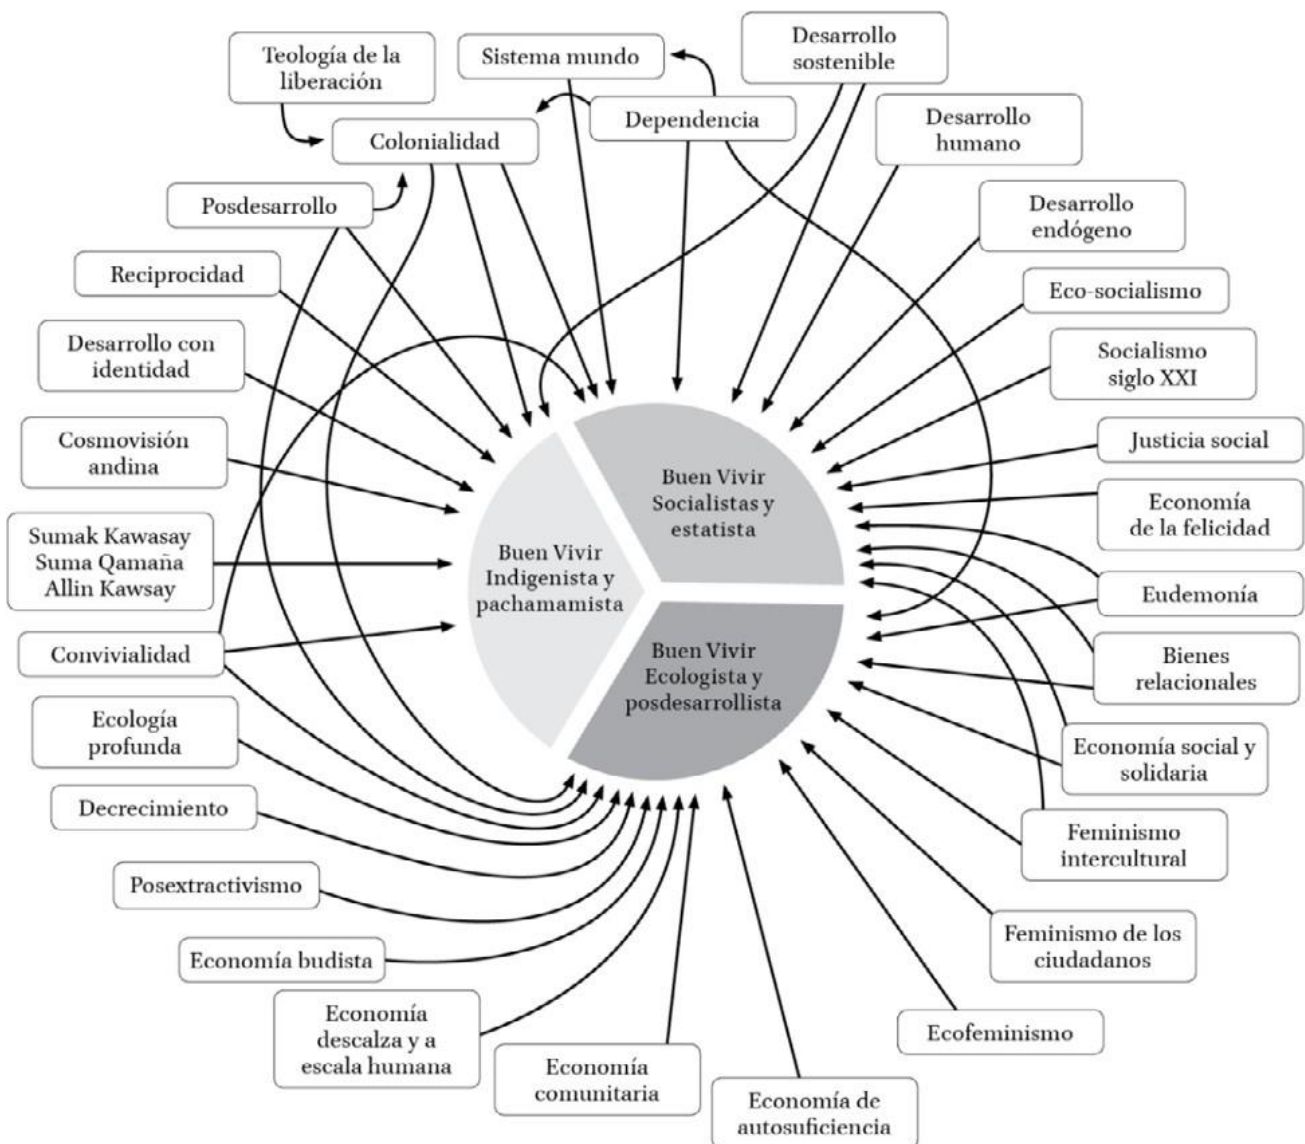 Teología de la
liberación
Sistema mundo
Desarrollo
sostenible
Dependencia
Desarrollo
humano
Colonialidad
Posdesarrollo
Desarrollo
endógeno
Reciprocidad
Eco-socialismo
Desarrollo con
identidad
Socialismo
siglo XXI
Cosmovisión
andina
Justicia social
Buen Vivir
Socialistas y
estatista
Economía
de la felicidad
Sumak Kawasay
Suma Qamaña
Allin Kawsay
Buen Vivir
Indigenista y
pachamamista
Eudemonía
Convivialidad
Buen Vivir
Ecologista y
posdesarrollista
Bienes
relacionales
Ecología
profunda
Economía social y
solidaria
Decrecimiento
Feminismo
intercultural
Posextractivismo
Feminismo de los
ciudadanos
Economía budista
Economía
descalza y a
escala humana
Ecofeminismo
Economía
comunitaria
Economía de
autosuficiencia